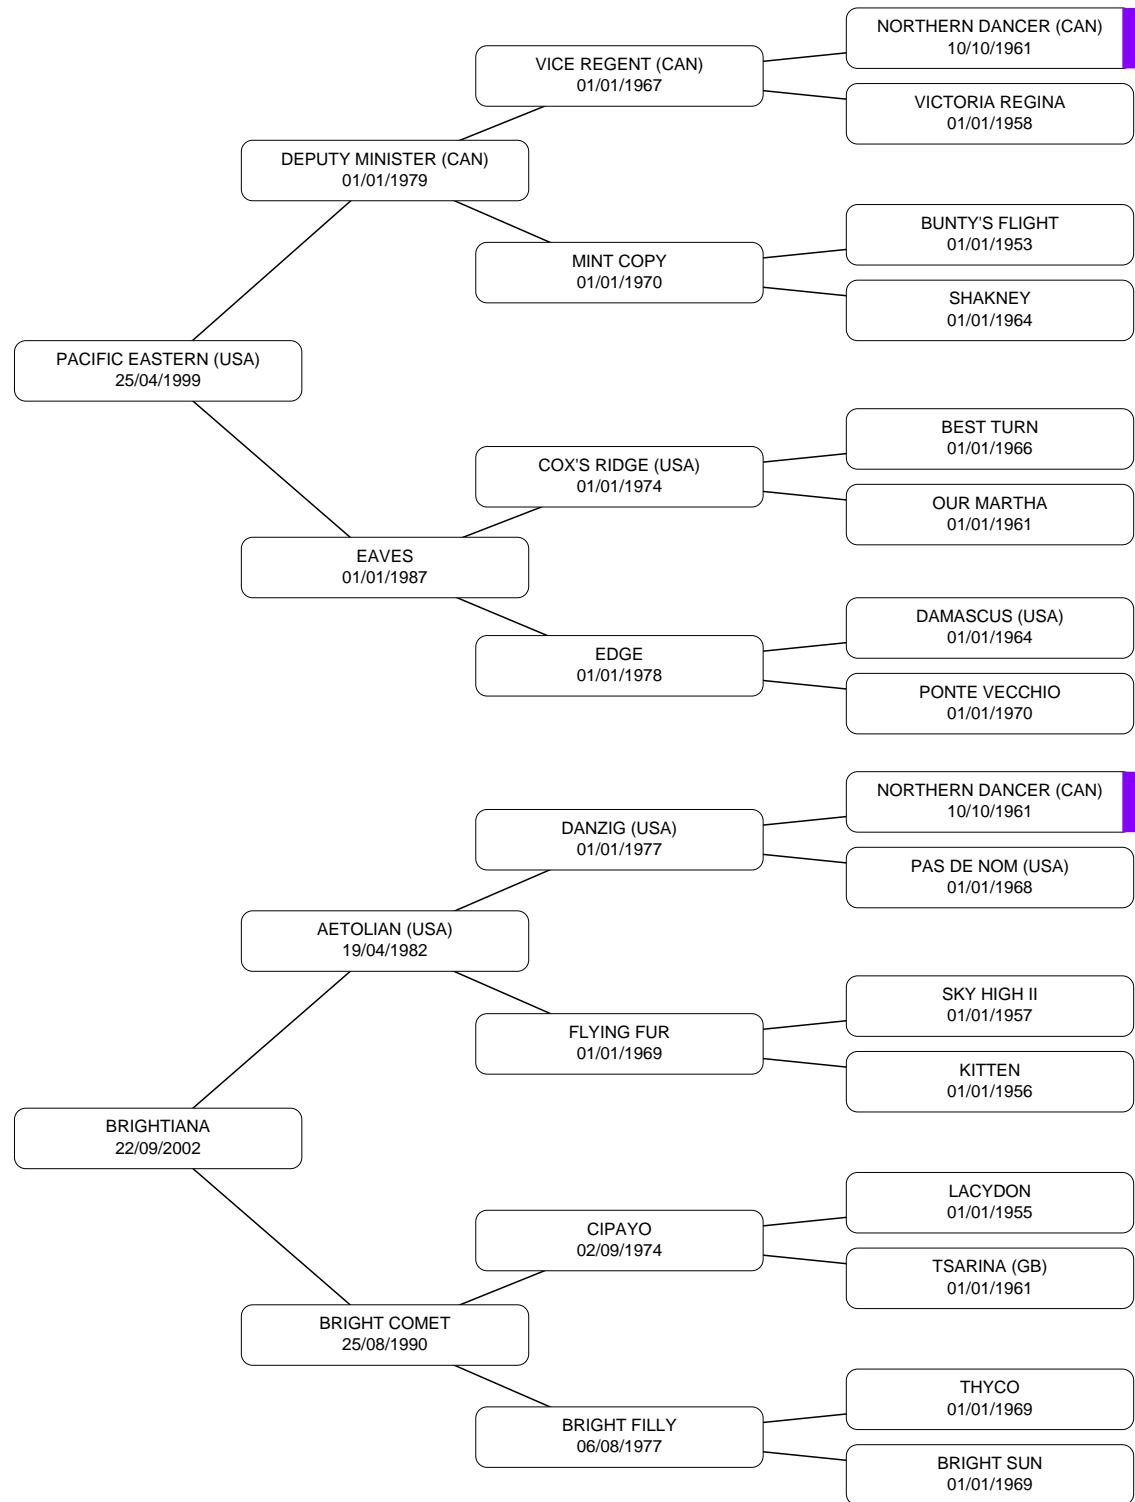 NORTHERN DANCER (CAN)
10/10/1961
VICE REGENT (CAN)
01/01/1967
VICTORIA REGINA
01/01/1958
DEPUTY MINISTER (CAN)
01/01/1979
BUNTY'S FLIGHT
01/01/1953
MINT COPY
01/01/1970
SHAKNEY
01/01/1964
PACIFIC EASTERN (USA)
25/04/1999
BEST TURN
01/01/1966
COX'S RIDGE (USA)
01/01/1974
OUR MARTHA
01/01/1961
EAVES
01/01/1987
DAMASCUS (USA)
01/01/1964
EDGE
01/01/1978
PONTE VECCHIO
01/01/1970
NORTHERN DANCER (CAN)
10/10/1961
DANZIG (USA)
01/01/1977
PAS DE NOM (USA)
01/01/1968
AETOLIAN (USA)
19/04/1982
SKY HIGH II
01/01/1957
FLYING FUR
01/01/1969
KITTEN
01/01/1956
BRIGHTIANA
22/09/2002
LACYDON
01/01/1955
CIPAYO
02/09/1974
TSARINA (GB)
01/01/1961
BRIGHT COMET
25/08/1990
THYCO
01/01/1969
BRIGHT FILLY
06/08/1977
BRIGHT SUN
01/01/1969